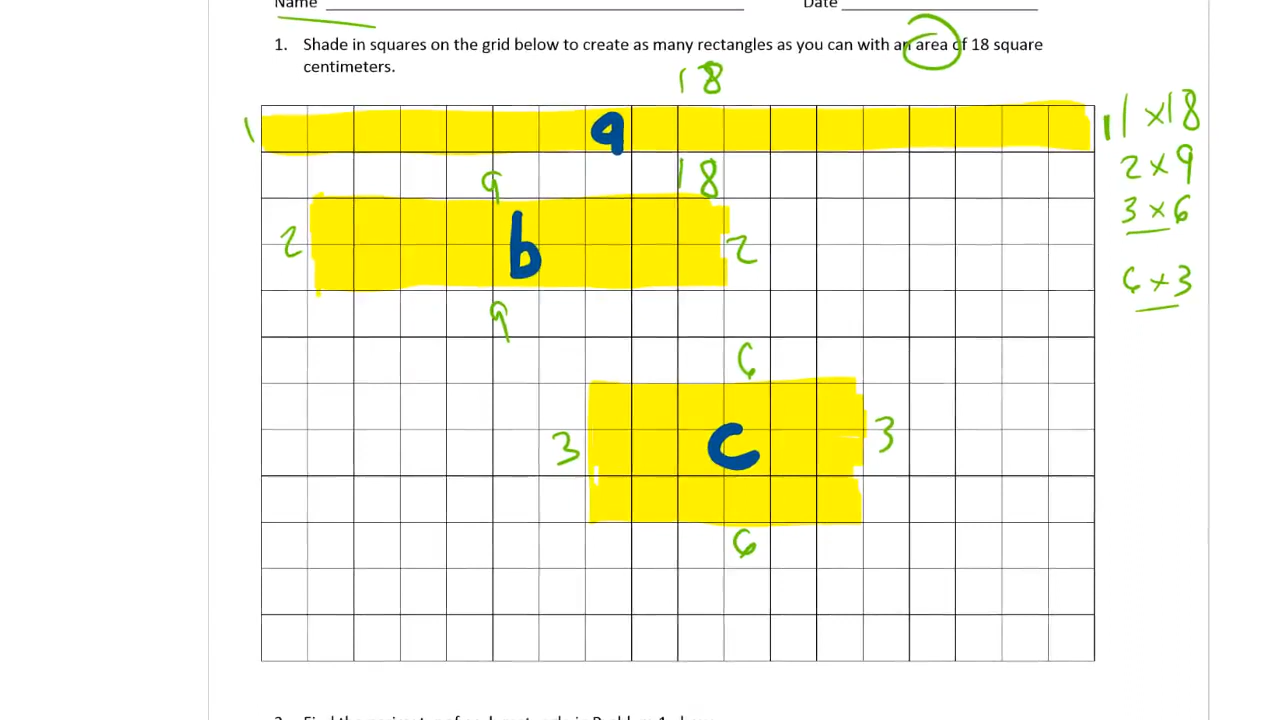 Name Date
1. Shade in squares on the grid below to create as many rectangles as you can with an area of 18 square
centimeters.
18
1 a 1 1 x 18
9 18 2 x 9
2 b 2 3 x 6
9 6 x 3
6
3 c 3
6